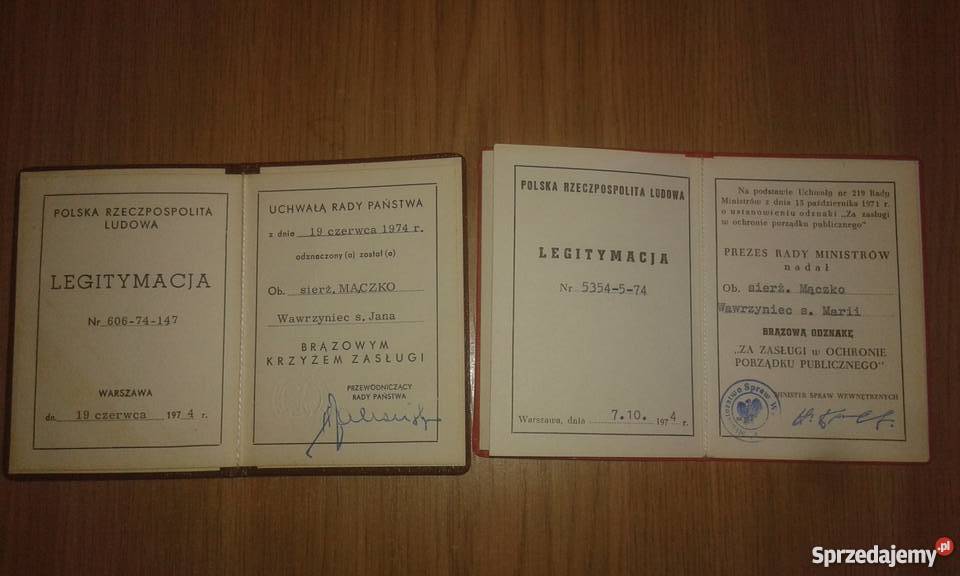 POLSKA RZECZPOSPOLITA
LUDOWA
LEGITYMACJA
Nr 606-74-147
WARSZAWA
dn. 19 czerwca 1974 r.
UCHWAŁĄ RADY PAŃSTWA
z dnia 19 czerwca 1974 r.
odznaczony (a) został (a)
Ob. sierż. MĄCZKO
Wawrzyniec s. Jana
BRĄZOWYM
KRZYŻEM ZASŁUGI
PRZEWODNICZĄCY
RADY PAŃSTWA
POLSKA RZECZPOSPOLITA LUDOWA
LEGITYMACJA
Nr 5354-5-74
Warszawa, dnia 7.10. 1974 r.
Na podstawie Uchwały nr 219 Rady
Ministrów z dnia 15 października 1971 r.
o ustanowieniu odznaki „Za zasługi
w ochronie porządku publicznego"
PREZES RADY MINISTRÓW
nadał
Ob. sierż. Mączko
Wawrzyniec s. Marii
BRĄZOWĄ ODZNAKĘ
„ZA ZASŁUGI w OCHRONIE
PORZĄDKU PUBLICZNEGO"
MINISTER SPRAW WEWNĘTRZNYCH
Ministerstwo Spraw W
Sprzedajemy.pl